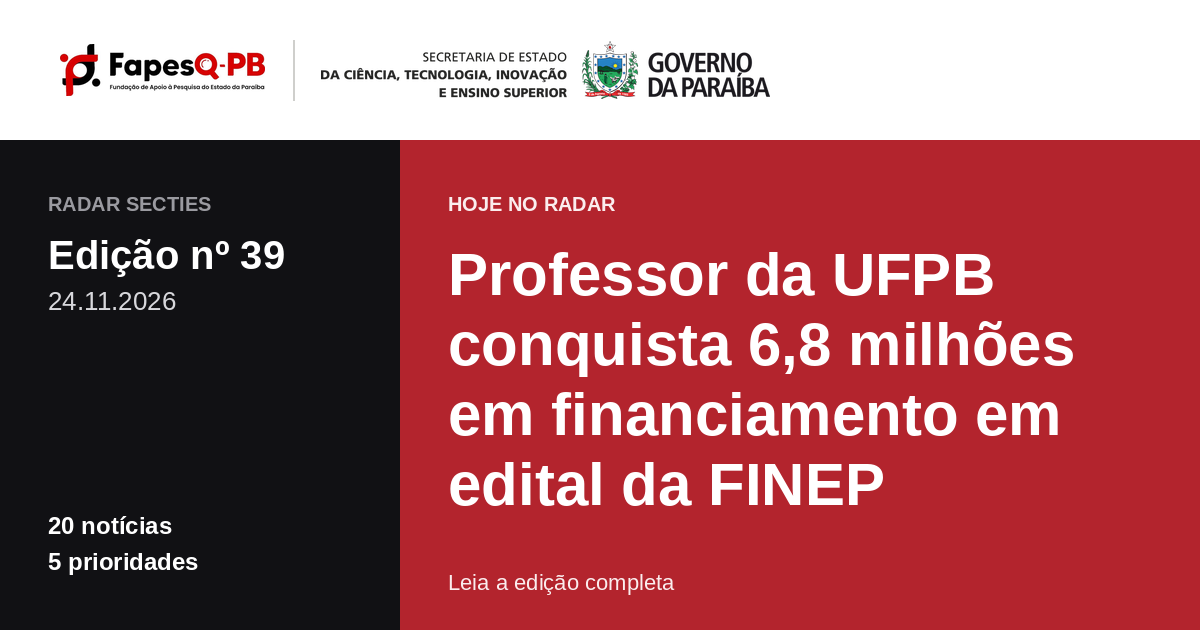 FapesQ-PB
Fundação de Apoio à Pesquisa do Estado da Paraíba
SECRETARIA DE ESTADO
DA CIÊNCIA, TECNOLOGIA, INOVAÇÃO
E ENSINO SUPERIOR
GOVERNO
DA PARAÍBA
RADAR SECTIES
Edição nº 39
24.11.2026
20 notícias
5 prioridades
HOJE NO RADAR
Professor da UFPB
conquista 6,8 milhões
em financiamento em
edital da FINEP
Leia a edição completa